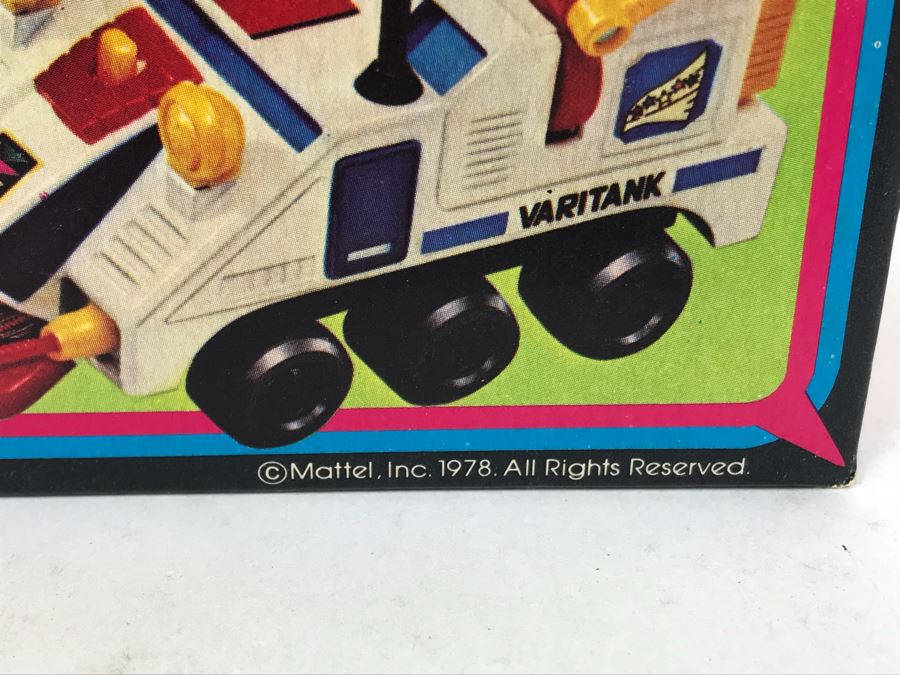 VARITANK
©Mattel, Inc. 1978. All Rights Reserved.